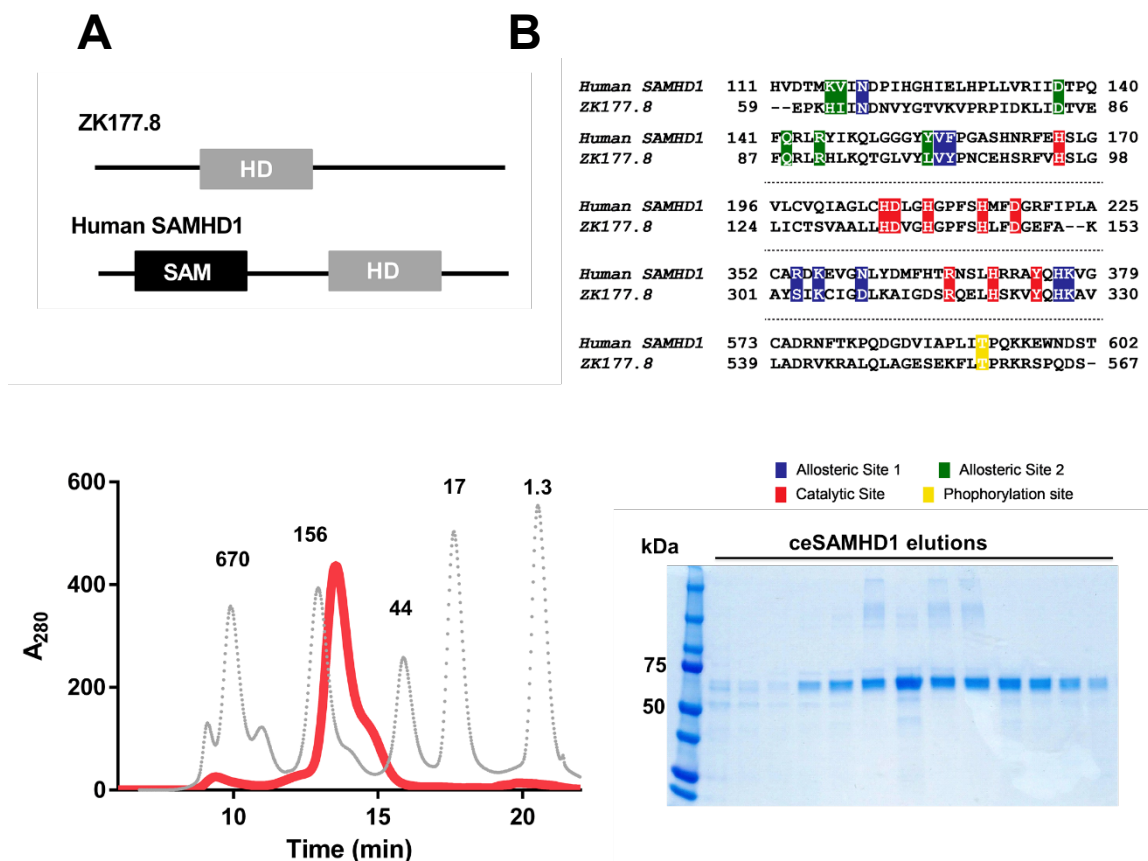 A
B
ZK177.8
HD
Human SAMHD1
SAM
HD
Human SAMHD1 111 HVDTMKVINDPIHGHIELHPLLVRIIDTPQ 140
ZK177.8 59 --EPKHIINDNVYGTVKVPRPIDKLIDTVE 86
Human SAMHD1 141 FQRLRYIKQLGGGYYVFPGASHNRFEHSLG 170
ZK177.8 87 FQRLRHLKQTGLVYLVYPNCEHSRFVHSLG 98
Human SAMHD1 196 VLCVQIAGLCHDLGHGPFSHMFDGRFIPLA 225
ZK177.8 124 LICTSVAALLHDVGHGPFSHLFDGEFA--K 153
Human SAMHD1 352 CARDKEVGNLYDMFHTRNSLHRRAYQHKVG 379
ZK177.8 301 AYSIKCIGDLKAIGDSRQELHSKVYQHKAV 330
Human SAMHD1 573 CADRNFTKPQDGDVIAPLITPQKKEWNDST 602
ZK177.8 539 LADRVKRALQLAGESEKFLTPRKRSPQDS- 567
Allosteric Site 1
Allosteric Site 2
Catalytic Site
Phophorylation site
A280
600
400
200
0
670
156
44
17
1.3
10
15
20
Time (min)
kDa
ceSAMHD1 elutions
75
50